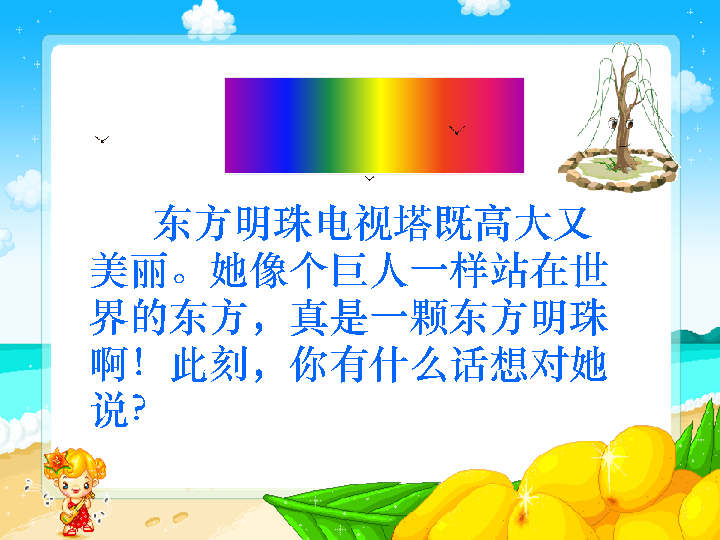 东方明珠电视塔既高大又
美丽。她像个巨人一样站在世
界的东方，真是一颗东方明珠
啊！此刻，你有什么话想对她
说？